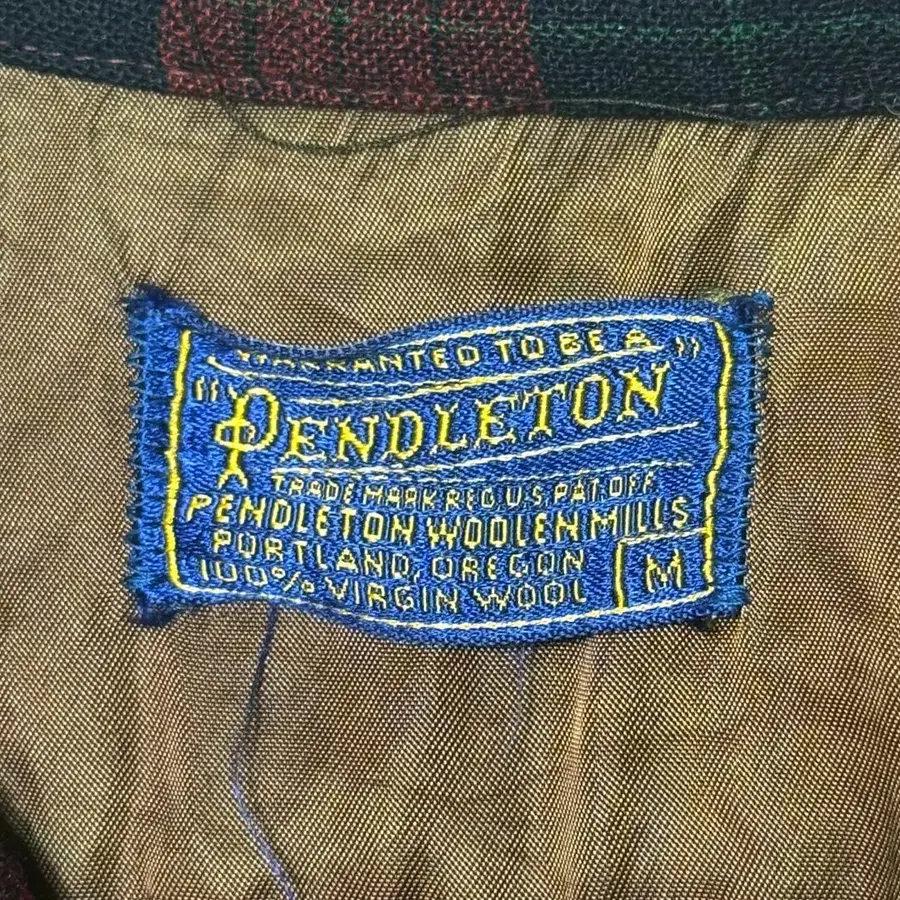 WARRANTED TO BE A
"PENDLETON"
TRADE MARK REG. U.S. PAT. OFF.
PENDLETON WOOLEN MILLS
PORTLAND, OREGON
100% VIRGIN WOOL
M